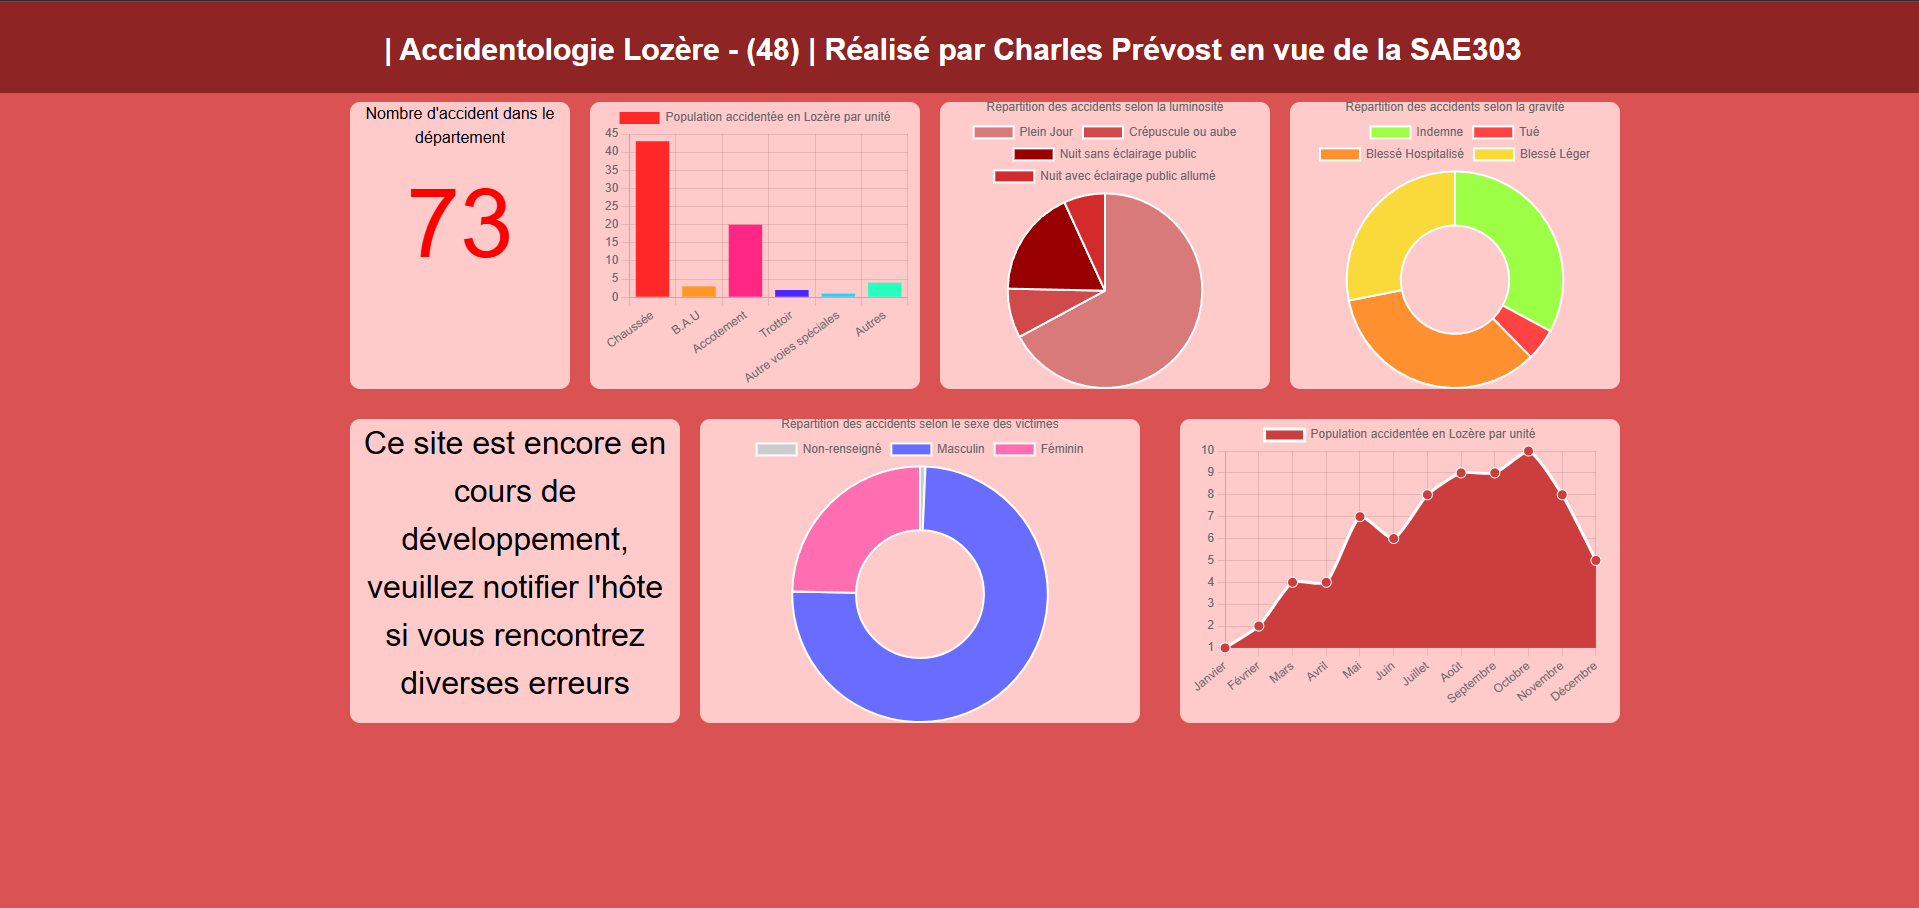 | Accidentologie Lozère - (48) | Réalisé par Charles Prévost en vue de la SAE303
Nombre d'accident dans le
département
73
Population accidentée en Lozère par unité
45
40
35
30
25
20
15
10
5
0
Chaussée
B.A.U
Accotement
Trottoir
Autre voies spéciales
Autres
Répartition des accidents selon la luminosité
Plein Jour
Crépuscule ou aube
Nuit sans éclairage public
Nuit avec éclairage public allumé
Répartition des accidents selon la gravité
Indemne
Tué
Blessé Hospitalisé
Blessé Léger
Ce site est encore en
cours de
développement,
veuillez notifier l'hôte
si vous rencontrez
diverses erreurs
Répartition des accidents selon le sexe des victimes
Non-renseigné
Masculin
Féminin
Population accidentée en Lozère par unité
10
9
8
7
6
5
4
3
2
1
Janvier
Février
Mars
Avril
Mai
Juin
Juillet
Août
Septembre
Octobre
Novembre
Décembre